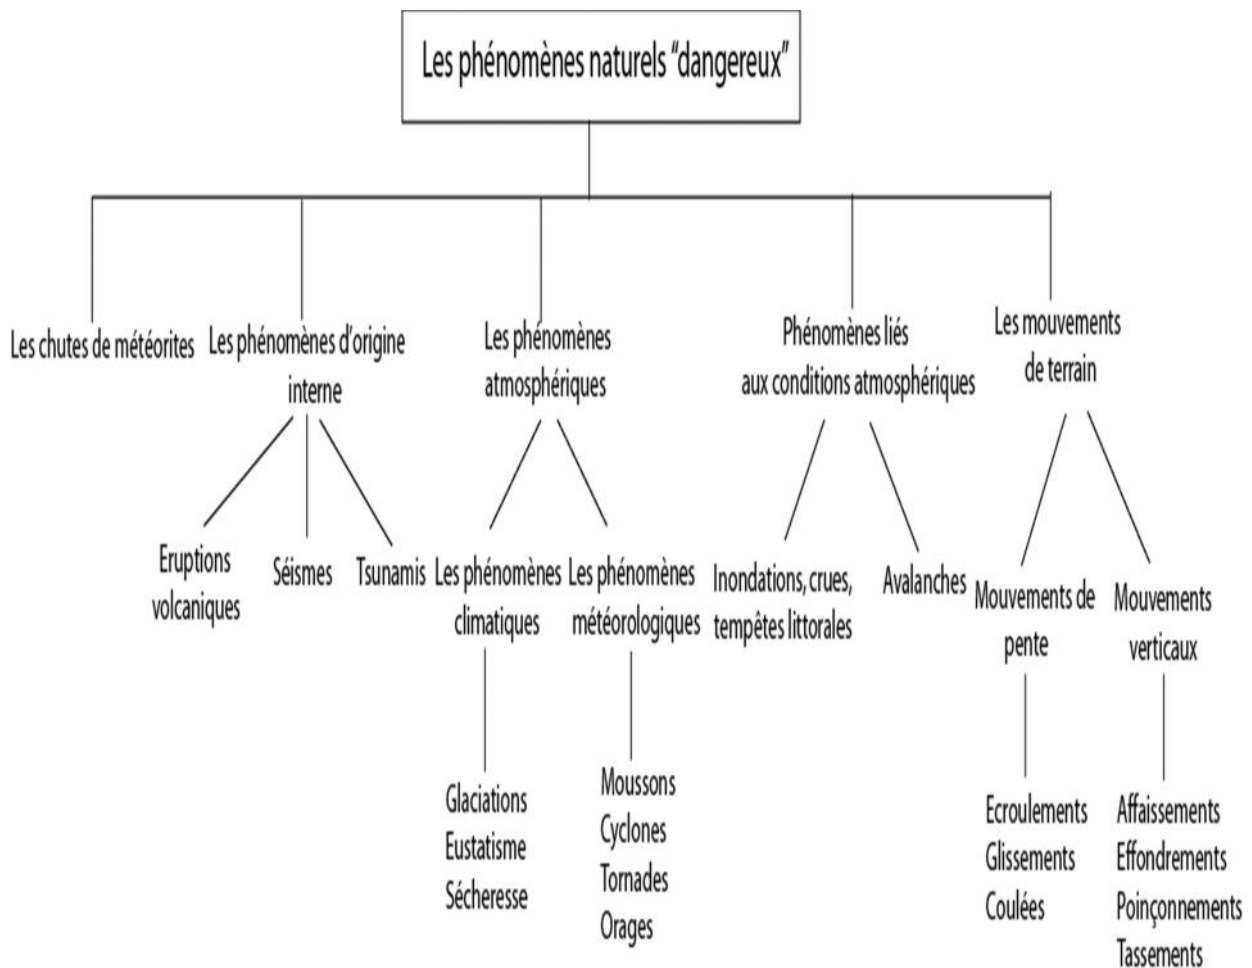 Les phénomènes naturels “dangereux”
Les chutes de météorites
Les phénomènes d’origine
interne
Les phénomènes
atmosphériques
Phénomènes liés
aux conditions atmosphériques
Les mouvements
de terrain
Eruptions
volcaniques
Séismes
Tsunamis
Les phénomènes
climatiques
Les phénomènes
météorologiques
Inondations, crues,
tempêtes littorales
Avalanches
Mouvements de
pente
Mouvements
verticaux
Glaciations
Eustatisme
Sécheresse
Moussons
Cyclones
Tornades
Orages
Ecroulements
Glissements
Coulées
Affaissements
Effondrements
Poinçonnements
Tassements